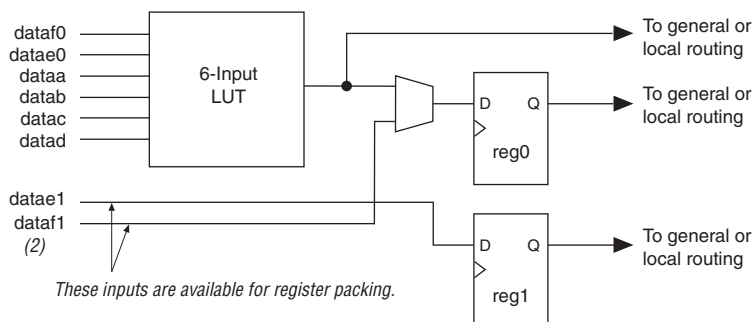 dataf0
datae0
dataa
datab
datac
datad
6-Input
LUT
To general or
local routing
D Q
reg0
To general or
local routing
datae1
dataf1
(2)
These inputs are available for register packing.
D Q
reg1
To general or
local routing